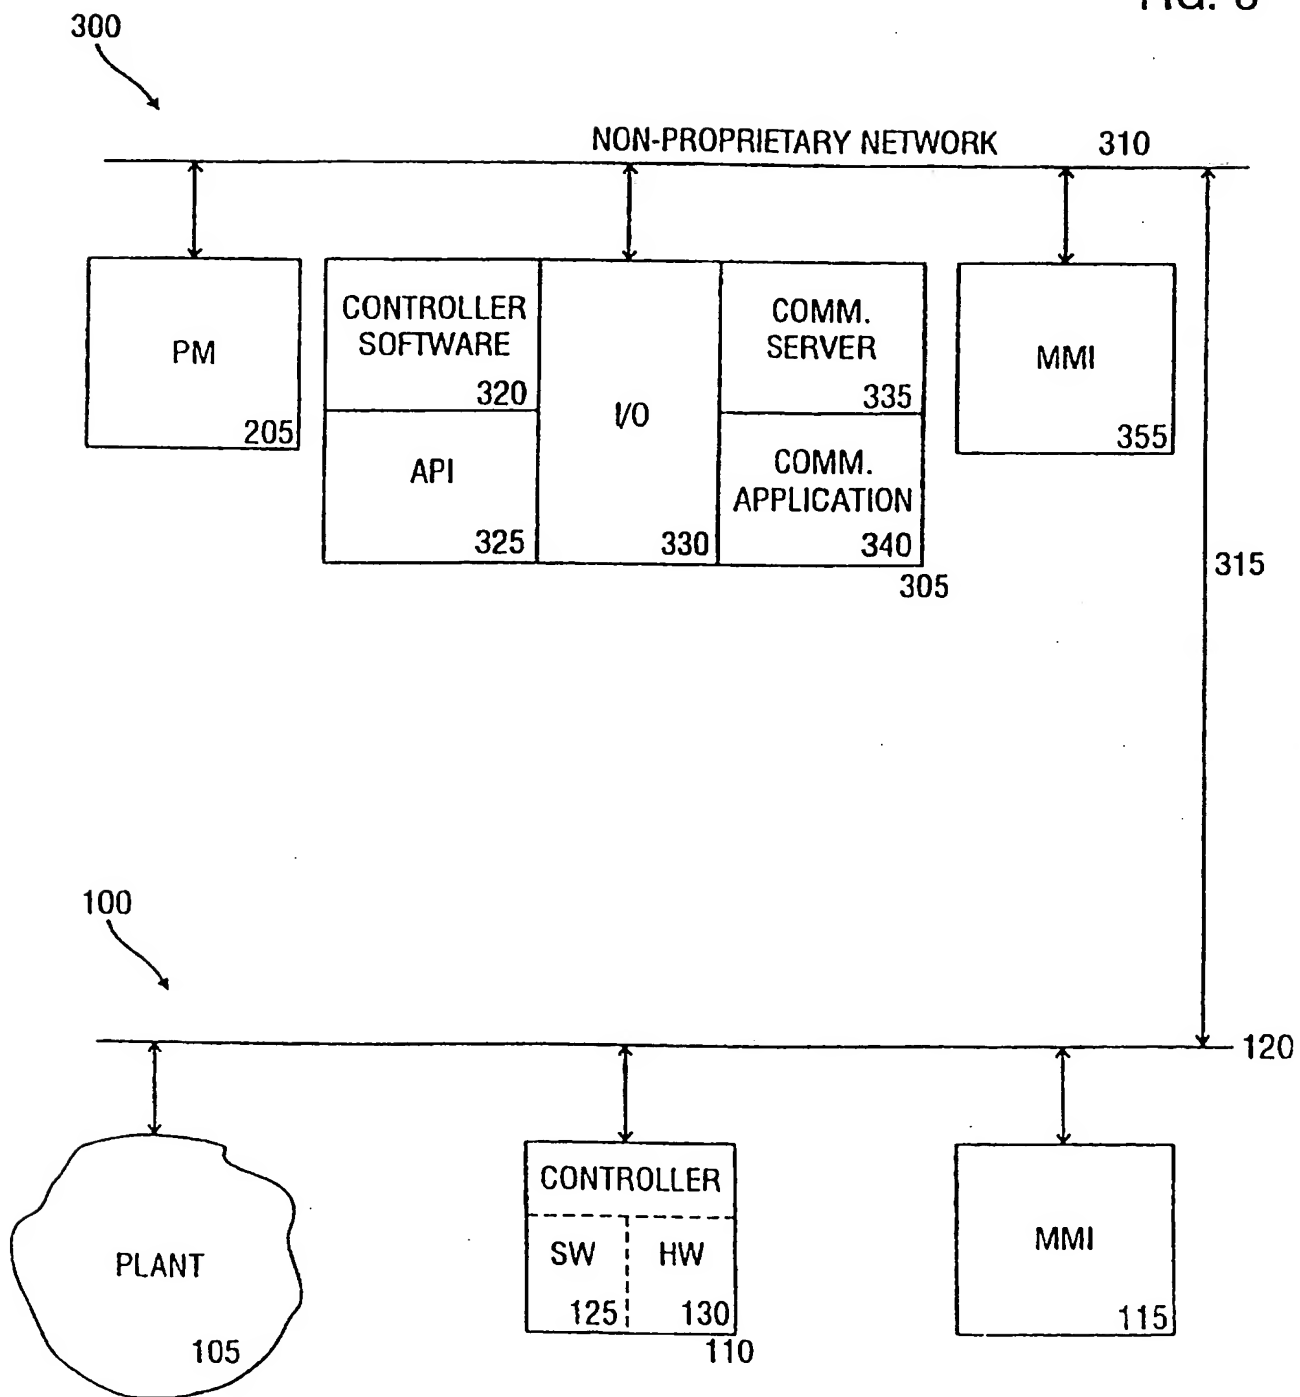 300
NON-PROPRIETARY NETWORK 310
PM
205
CONTROLLER
SOFTWARE
320
API
325
I/O
330
COMM.
SERVER
335
COMM.
APPLICATION
340
305
MMI
355
315
100
120
PLANT
105
CONTROLLER
SW
125
HW
130
110
MMI
115